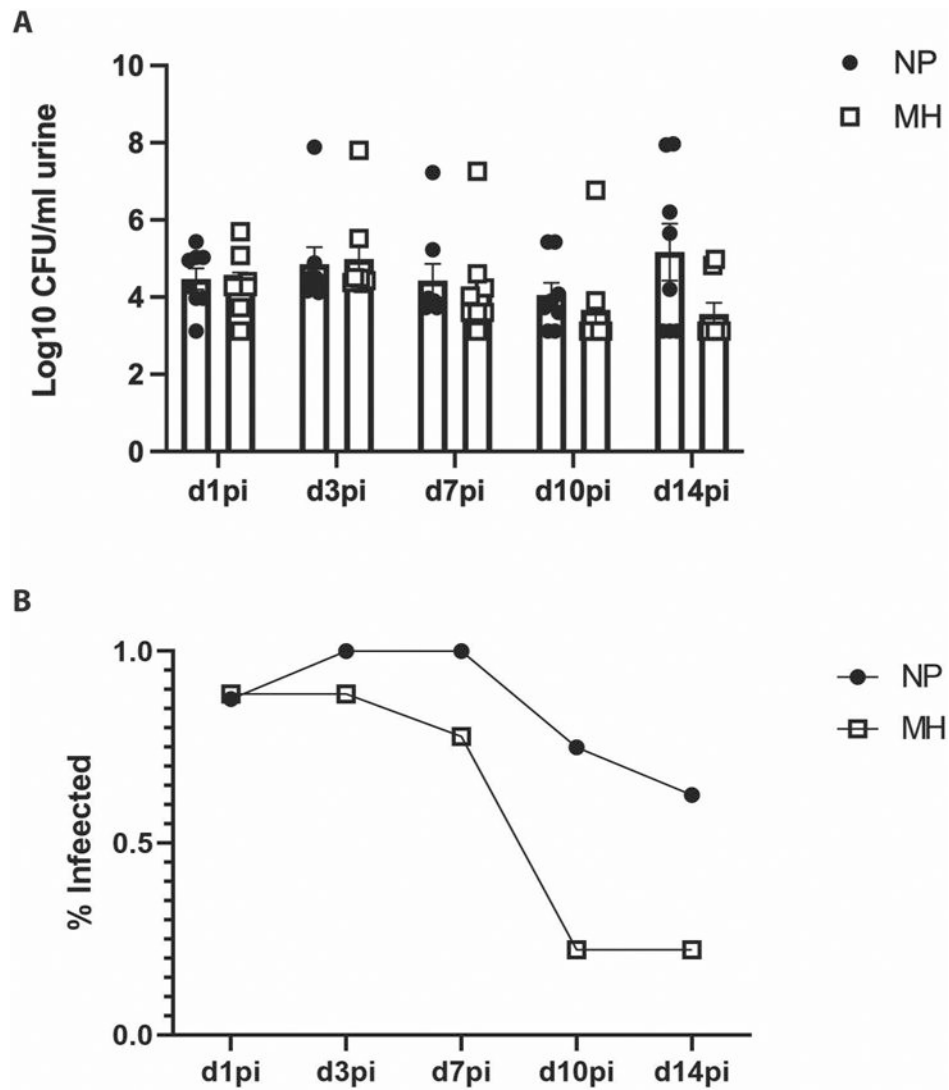 A
10
8
6
4
2
0
Log10 CFU/ml urine
d1pi d3pi d7pi d10pi d14pi
NP
MH
B
1.0
0.5
0.0
% Infeected
d1pi d3pi d7pi d10pi d14pi
NP
MH